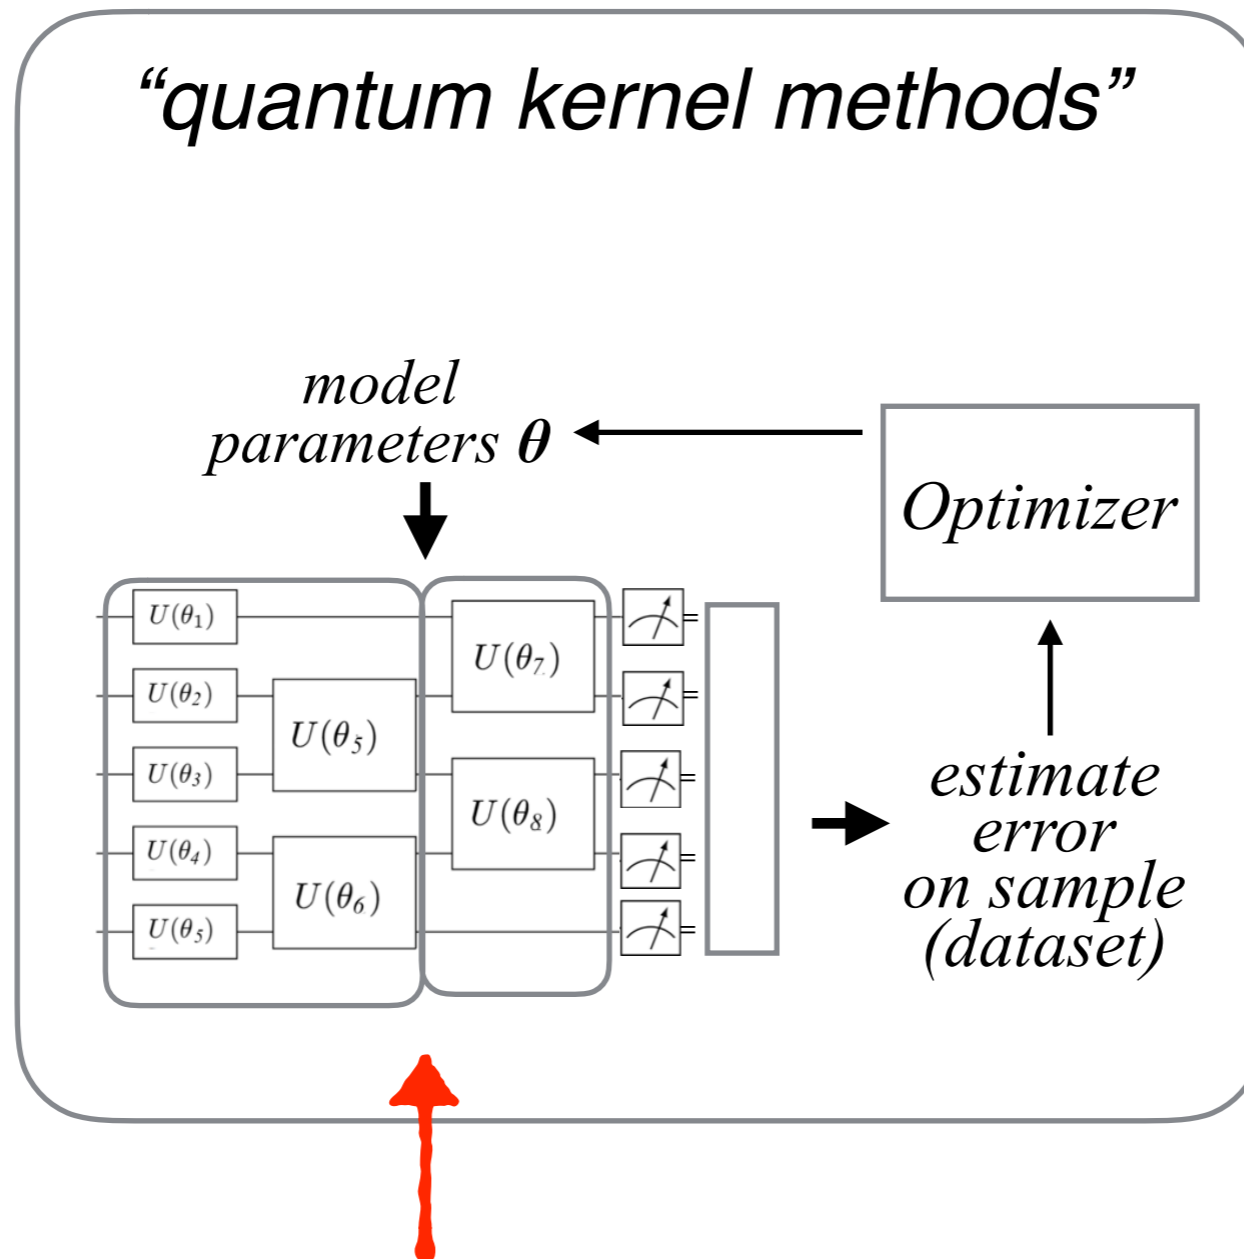 “quantum kernel methods”
model
parameters θ
Optimizer
U(θ₁)
U(θ₂)
U(θ₃)
U(θ₄)
U(θ₅)
U(θ₅)
U(θ₆)
U(θ₇)
U(θ₈)
estimate
error
on sample
(dataset)